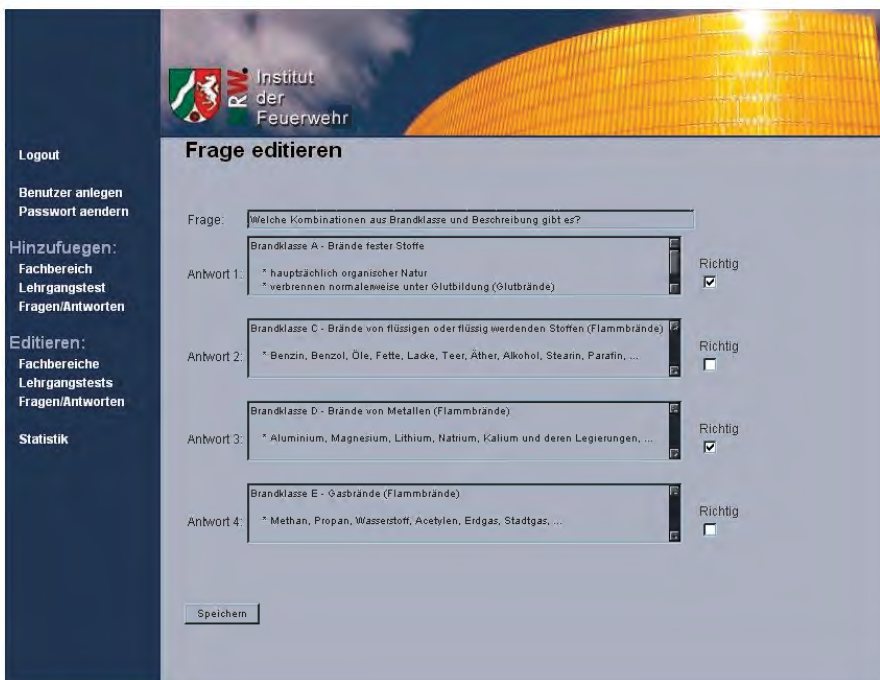 NRW.
Institut
der
Feuerwehr
Logout
Benutzer anlegen
Passwort aendern
Hinzufuegen:
Fachbereich
Lehrgangstest
Fragen/Antworten
Editieren:
Fachbereiche
Lehrgangstests
Fragen/Antworten
Statistik
Frage editieren
Frage: Welche Kombinationen aus Brandklasse und Beschreibung gibt es?
Antwort 1:
Brandklasse A - Brände fester Stoffe
* hauptsächlich organischer Natur
* verbrennen normalerweise unter Glutbildung (Glutbrände)
Richtig
Antwort 2:
Brandklasse C - Brände von flüssigen oder flüssig werdenden Stoffen (Flammbrände)
* Benzin, Benzol, Öle, Fette, Lacke, Teer, Äther, Alkohol, Stearin, Parafin, ...
Richtig
Antwort 3:
Brandklasse D - Brände von Metallen (Flammbrände)
* Aluminium, Magnesium, Lithium, Natrium, Kalium und deren Legierungen, ...
Richtig
Antwort 4:
Brandklasse E - Gasbrände (Flammbrände)
* Methan, Propan, Wasserstoff, Acetylen, Erdgas, Stadtgas, ...
Richtig
Speichern